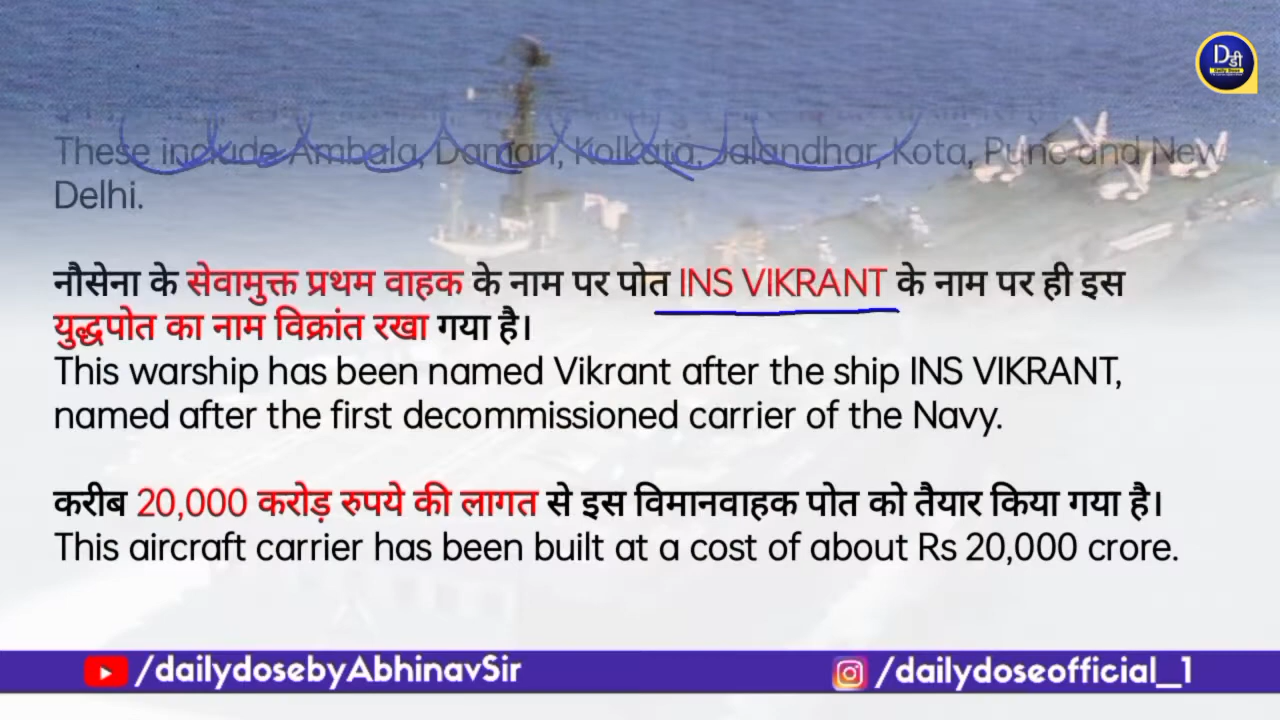 These include Ambala, Daman, Kolkata, Jalandhar, Kota, Pune and New
Delhi.
नौसेना के सेवामुक्त प्रथम वाहक के नाम पर पोत INS VIKRANT के नाम पर ही इस
युद्धपोत का नाम विक्रांत रखा गया है।
This warship has been named Vikrant after the ship INS VIKRANT,
named after the first decommissioned carrier of the Navy.
करीब 20,000 करोड़ रुपये की लागत से इस विमानवाहक पोत को तैयार किया गया है।
This aircraft carrier has been built at a cost of about Rs 20,000 crore.
/dailydosebyAbhinavSir
/dailydoseofficial_1